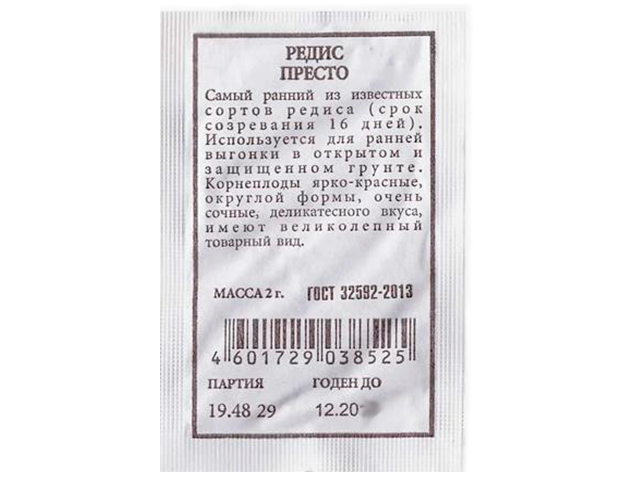 РЕДИС
ПРЕСТО
Самый ранний из известных
сортов редиса (срок
созревания 16 дней).
Используется для ранней
выгонки в открытом и
защищенном грунте.
Корнеплоды ярко-красные,
округлой формы, очень
сочные, деликатесного вкуса,
имеют великолепный
товарный вид.
МАССА 2 г. ГОСТ 32592-2013
4 601729 038525
ПАРТИЯ ГОДЕН ДО
19.48 29 12.20